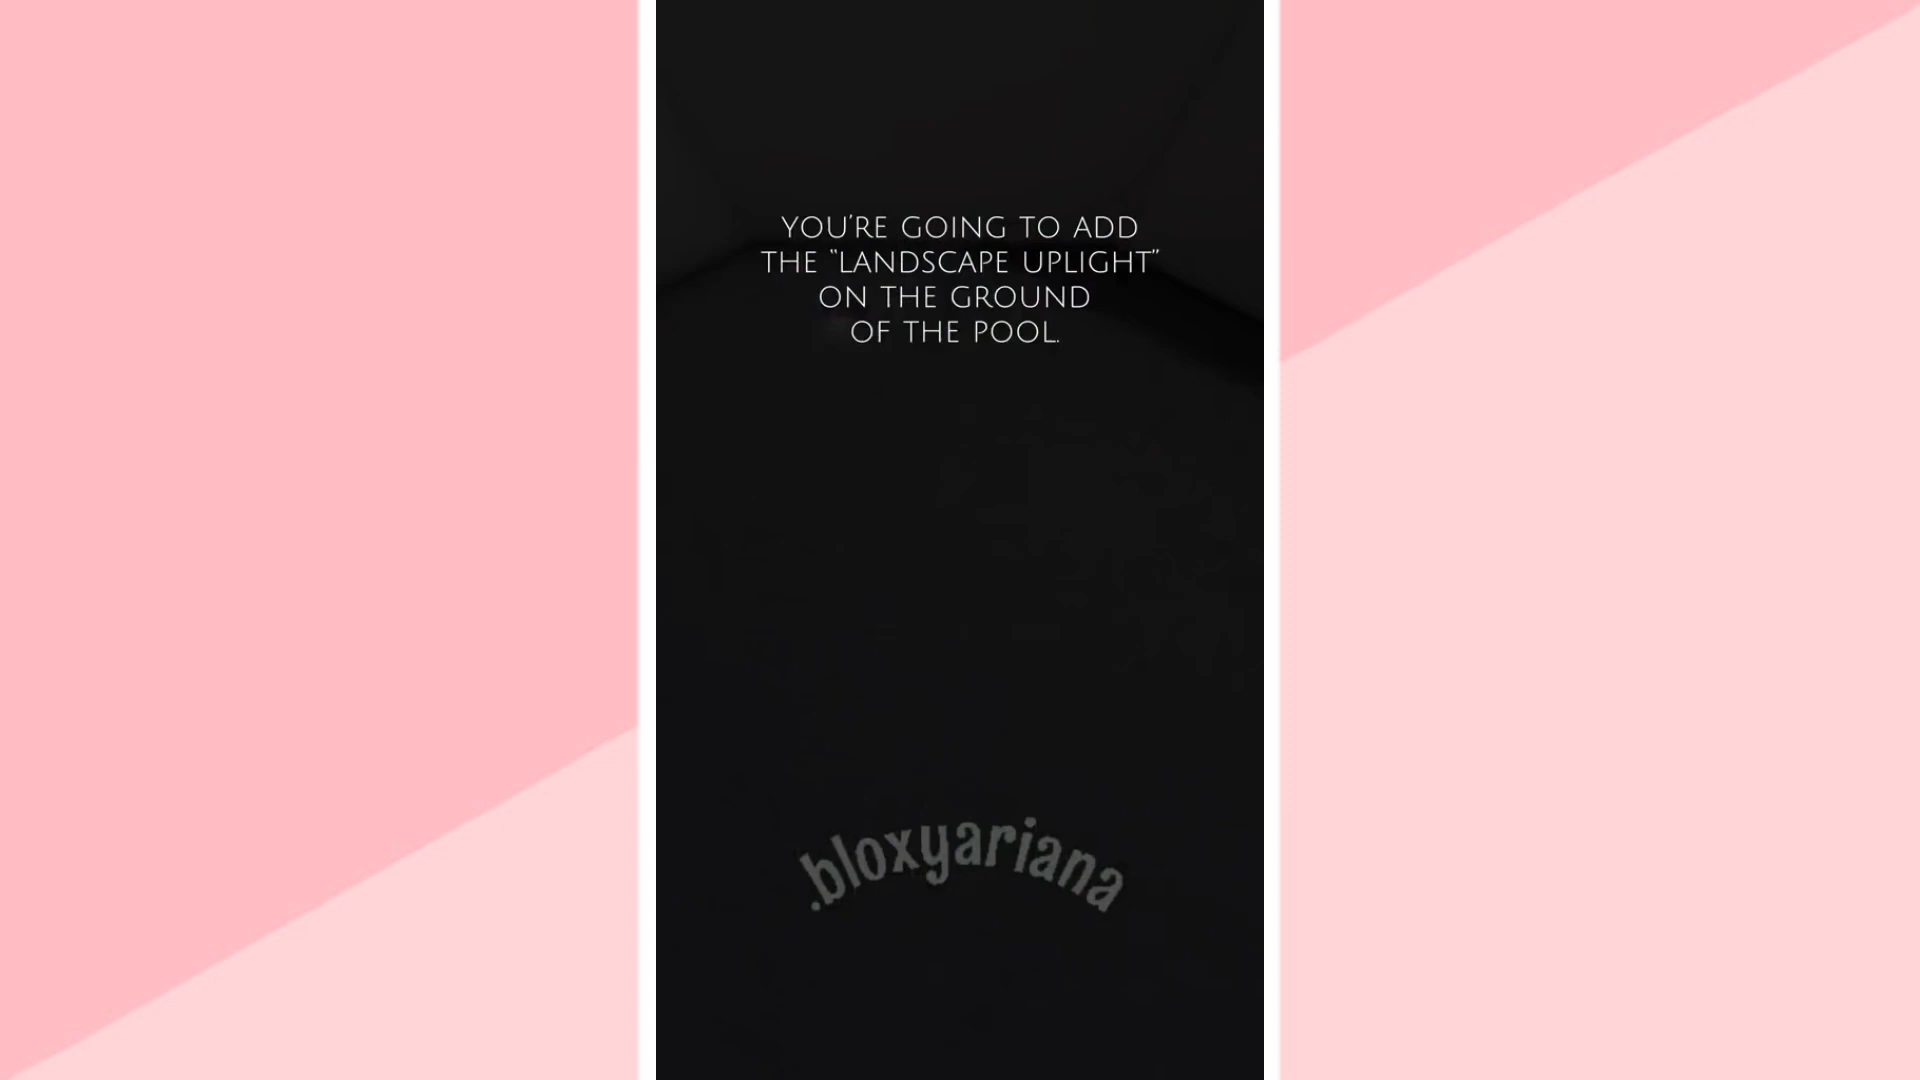 YOU'RE GOING TO ADD
THE “LANDSCAPE UPLIGHT”
ON THE GROUND
OF THE POOL.
.bloxyariana